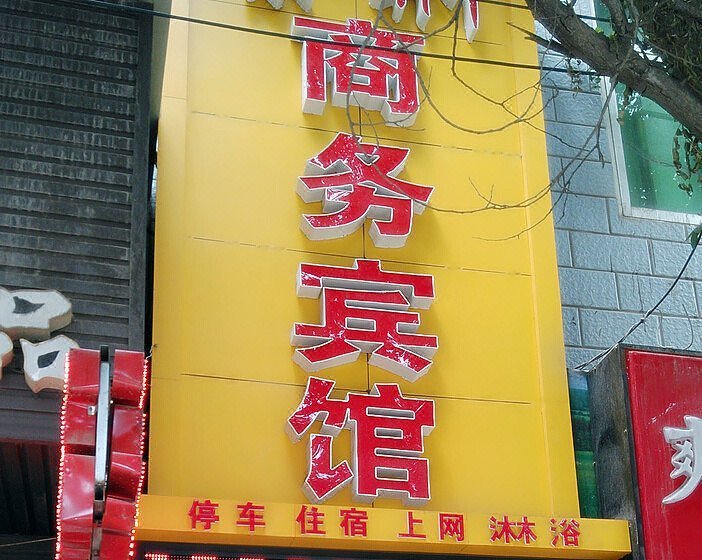 商务宾馆
停车 住宿 上网 沐浴